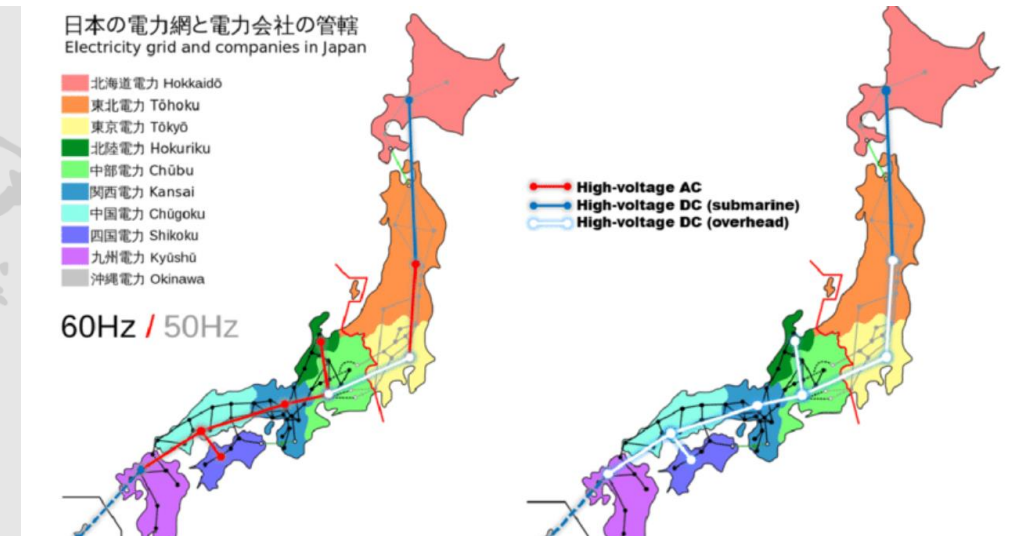 日本の電力網と電力会社の管轄
Electricity grid and companies in Japan
北海道電力 Hokkaidō
東北電力 Tōhoku
東京電力 Tōkyō
北陸電力 Hokuriku
中部電力 Chūbu
関西電力 Kansai
中国電力 Chūgoku
四国電力 Shikoku
九州電力 Kyūshū
沖縄電力 Okinawa
60Hz / 50Hz
High-voltage AC
High-voltage DC (submarine)
High-voltage DC (overhead)